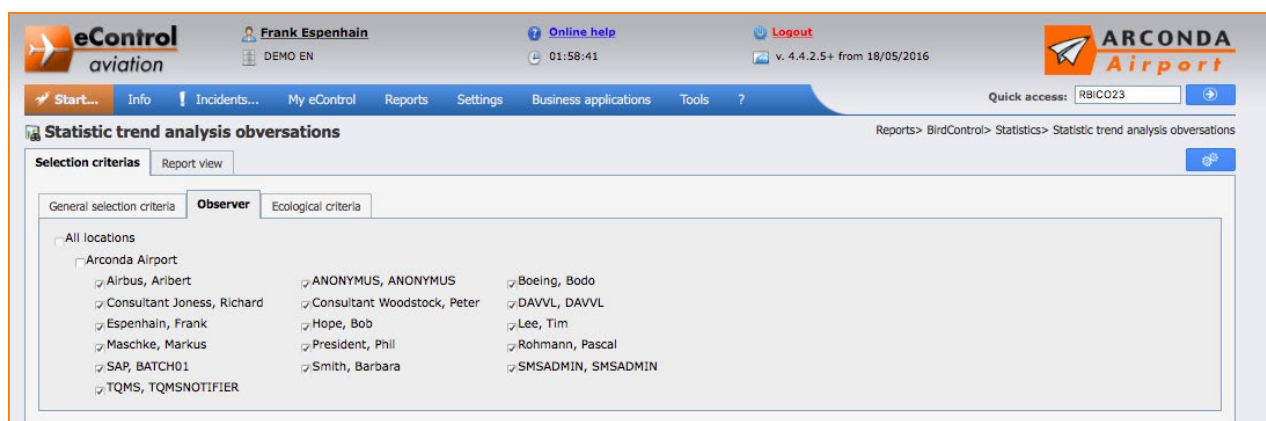 eControl aviation
Frank Espenhain
DEMO EN
Online help
01:58:41
Logout
v. 4.4.2.5+ from 18/05/2016
ARCONDA Airport
Start... Info ! Incidents... My eControl Reports Settings Business applications Tools ? Quick access: RBICO23
Statistic trend analysis obversations Reports> BirdControl> Statistics> Statistic trend analysis obversations
Selection criterias Report view
General selection criteria Observer Ecological criteria
All locations
Arconda Airport
Airbus, Aribert ANONYMUS, ANONYMUS Boeing, Bodo
Consultant Joness, Richard Consultant Woodstock, Peter DAVVL, DAVVL
Espenhain, Frank Hope, Bob Lee, Tim
Maschke, Markus President, Phil Rohmann, Pascal
SAP, BATCH01 Smith, Barbara SMSADMIN, SMSADMIN
TQMS, TQMSNOTIFIER